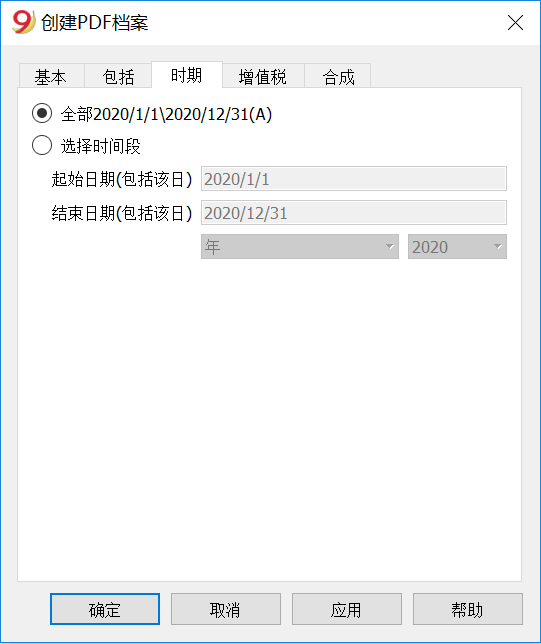 创建PDF档案
基本 包括 时期 增值税 合成
全部2020/1/1\2020/12/31(A)
选择时间段
起始日期(包括该日) 2020/1/1
结束日期(包括该日) 2020/12/31
年 2020
确定 取消 应用 帮助